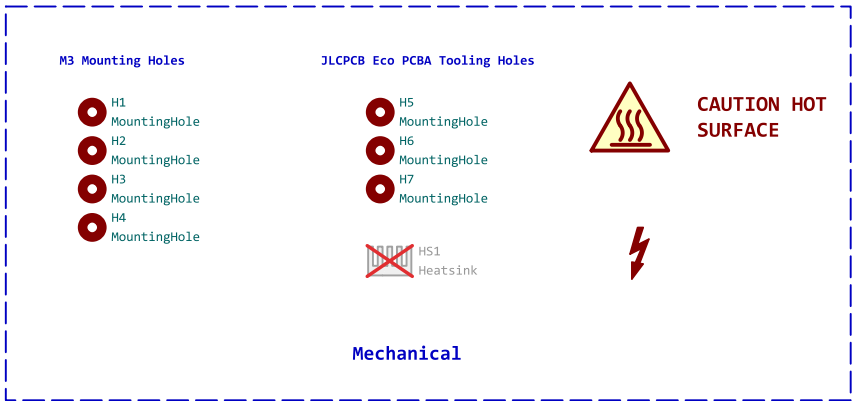 M3 Mounting Holes
H1
MountingHole
H2
MountingHole
H3
MountingHole
H4
MountingHole
JLCPCB Eco PCBA Tooling Holes
H5
MountingHole
H6
MountingHole
H7
MountingHole
HS1
Heatsink
CAUTION HOT
SURFACE
Mechanical